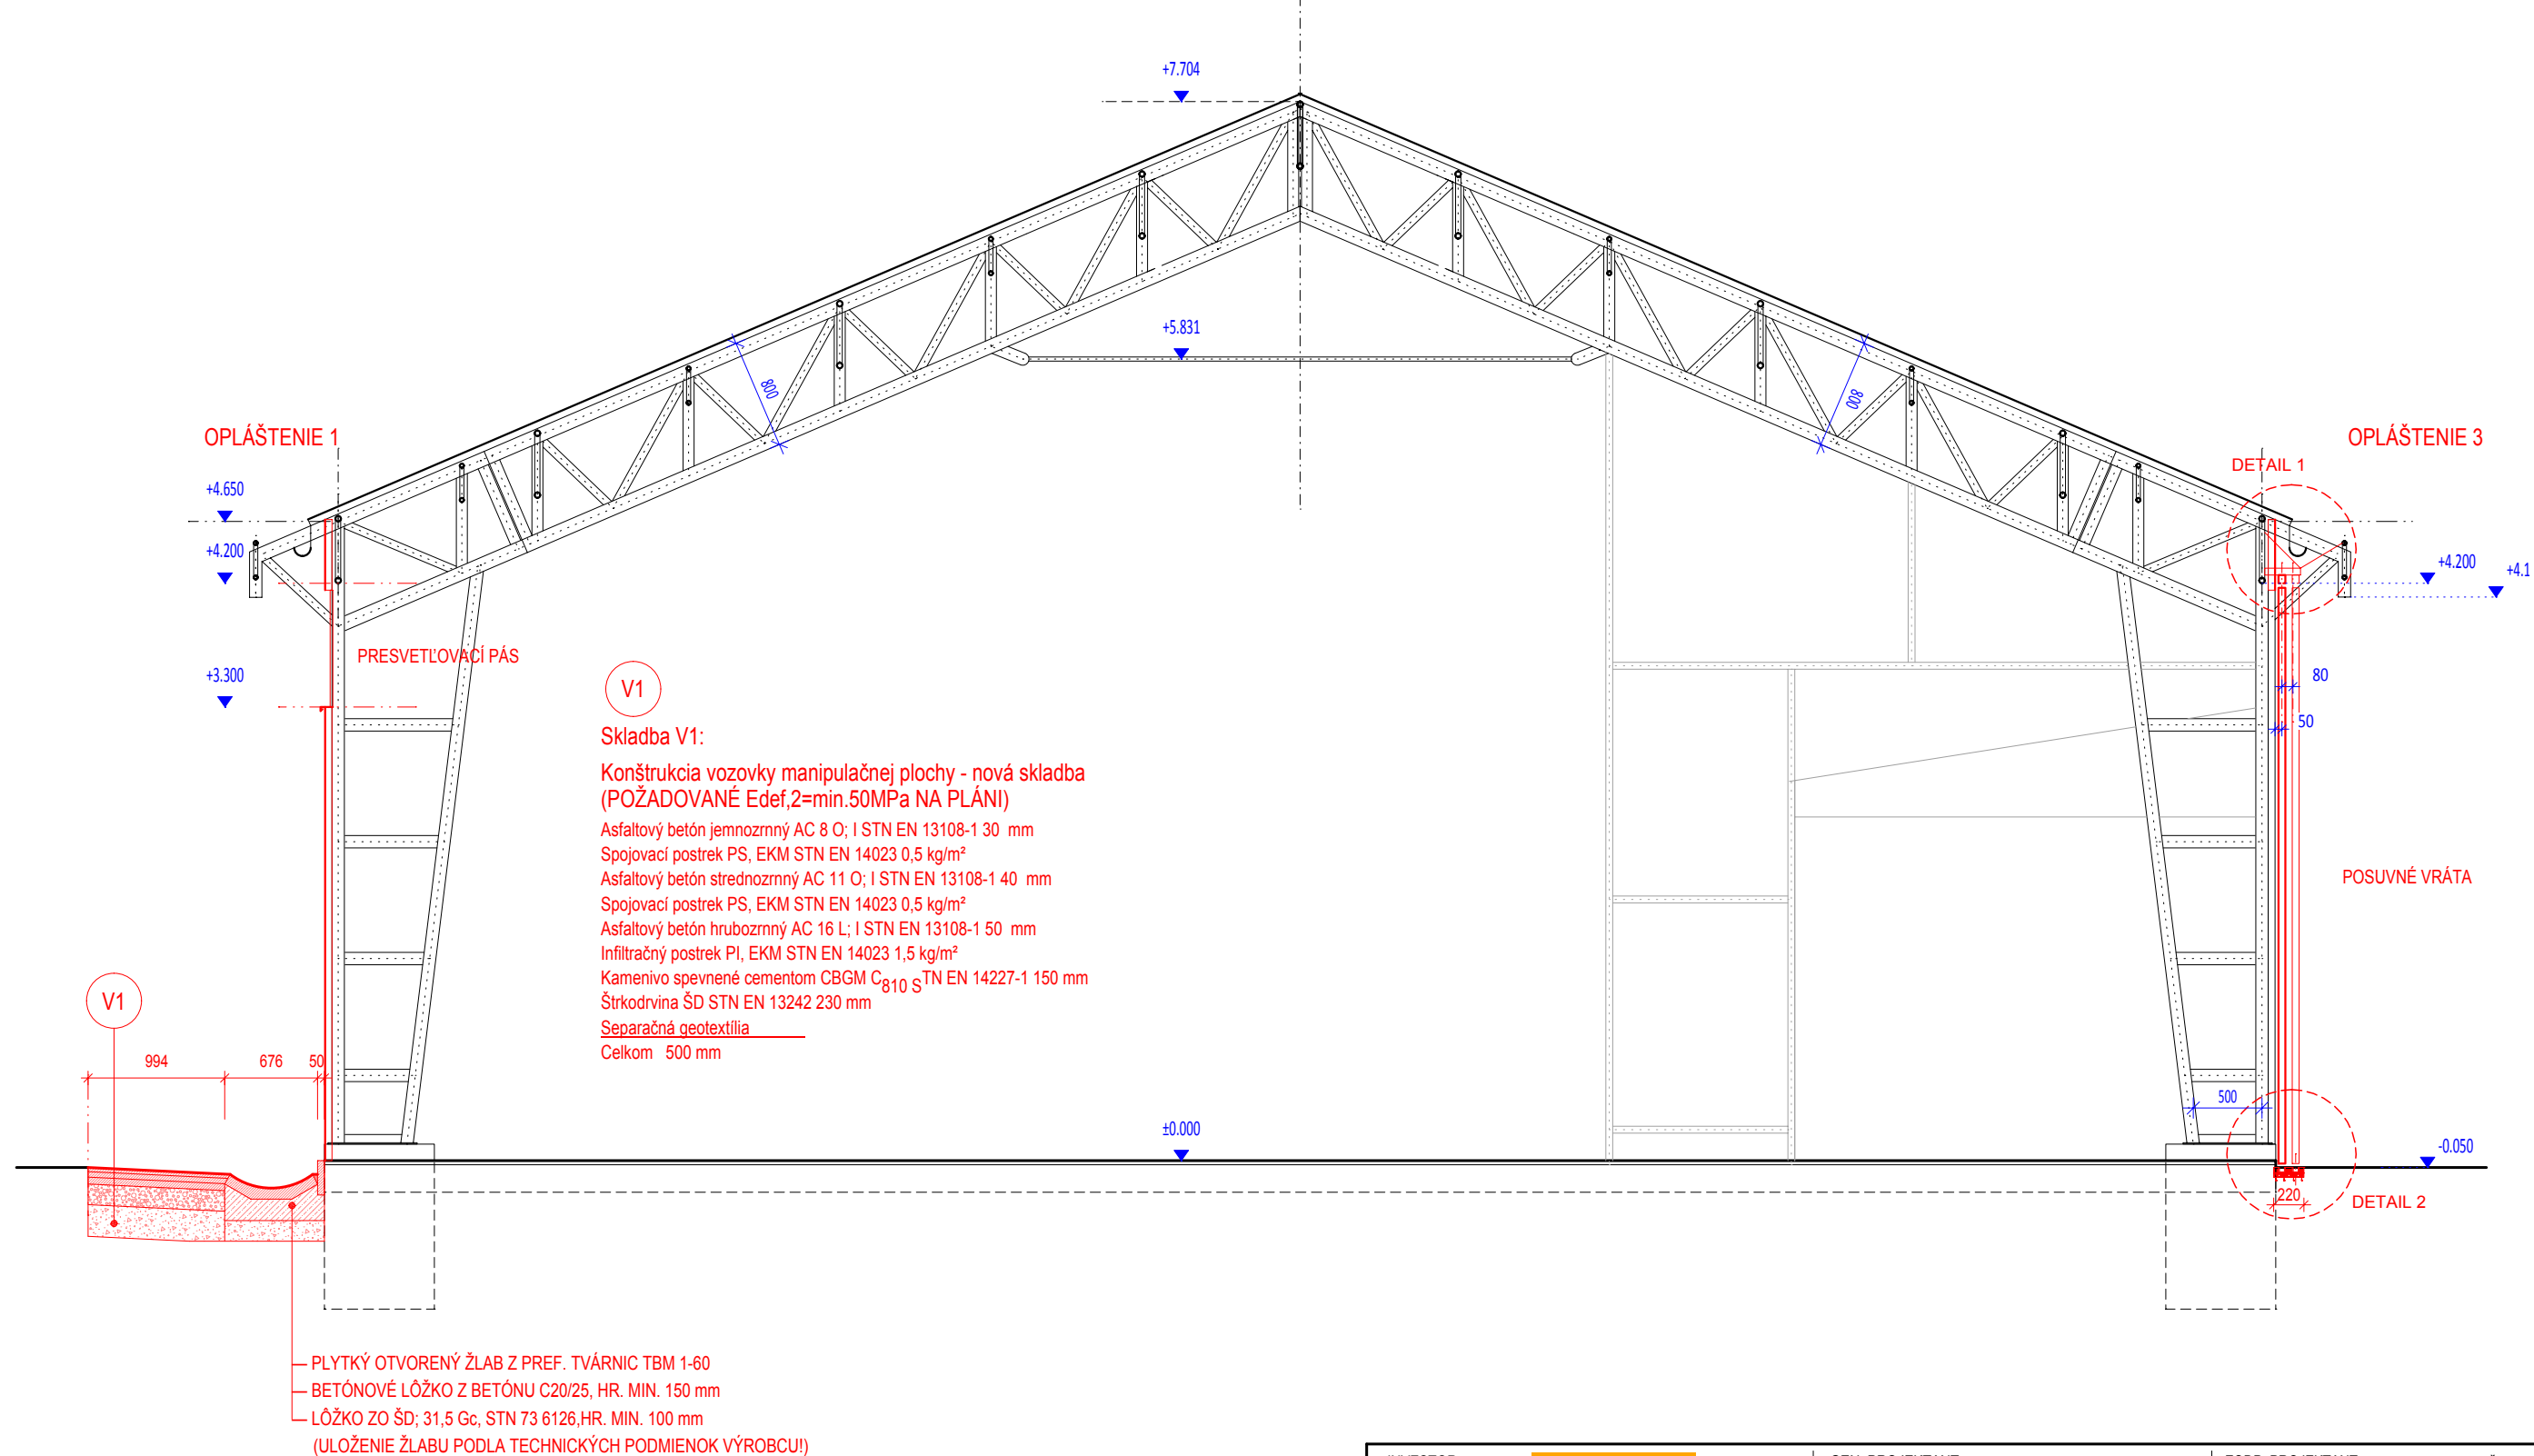 +7.704
+5.831
800
800
OPLÁŠTENIE 1
OPLÁŠTENIE 3
DETAIL 1
+4.650
+4.200
+4.200
+4.1
PRESVETĽOVACÍ PÁS
+3.300
80
50
V1
Skladba V1:
Konštrukcia vozovky manipulačnej plochy - nová skladba
(POŽADOVANÉ Edef,2=min.50MPa NA PLÁNI)
Asfaltový betón jemnozrnný AC 8 O; I STN EN 13108-1 30 mm
Spojovací postrek PS, EKM STN EN 14023 0,5 kg/m²
Asfaltový betón strednozrnný AC 11 O; I STN EN 13108-1 40 mm
Spojovací postrek PS, EKM STN EN 14023 0,5 kg/m²
Asfaltový betón hrubozrnný AC 16 L; I STN EN 13108-1 50 mm
Infiltračný postrek PI, EKM STN EN 14023 1,5 kg/m²
Kamenivo spevnené cementom CBGM C810 STN EN 14227-1 150 mm
Štrkodrvina ŠD STN EN 13242 230 mm
Separačná geotextília
Celkom 500 mm
POSUVNÉ VRÁTA
V1
994
676
50
500
±0.000
-0.050
220
DETAIL 2
PLYTKÝ OTVORENÝ ŽLAB Z PREF. TVÁRNIC TBM 1-60
BETÓNOVÉ LÔŽKO Z BETÓNU C20/25, HR. MIN. 150 mm
LÔŽKO ZO ŠD; 31,5 Gc, STN 73 6126,HR. MIN. 100 mm
(ULOŽENIE ŽLABU PODLA TECHNICKÝCH PODMIENOK VÝROBCU!)